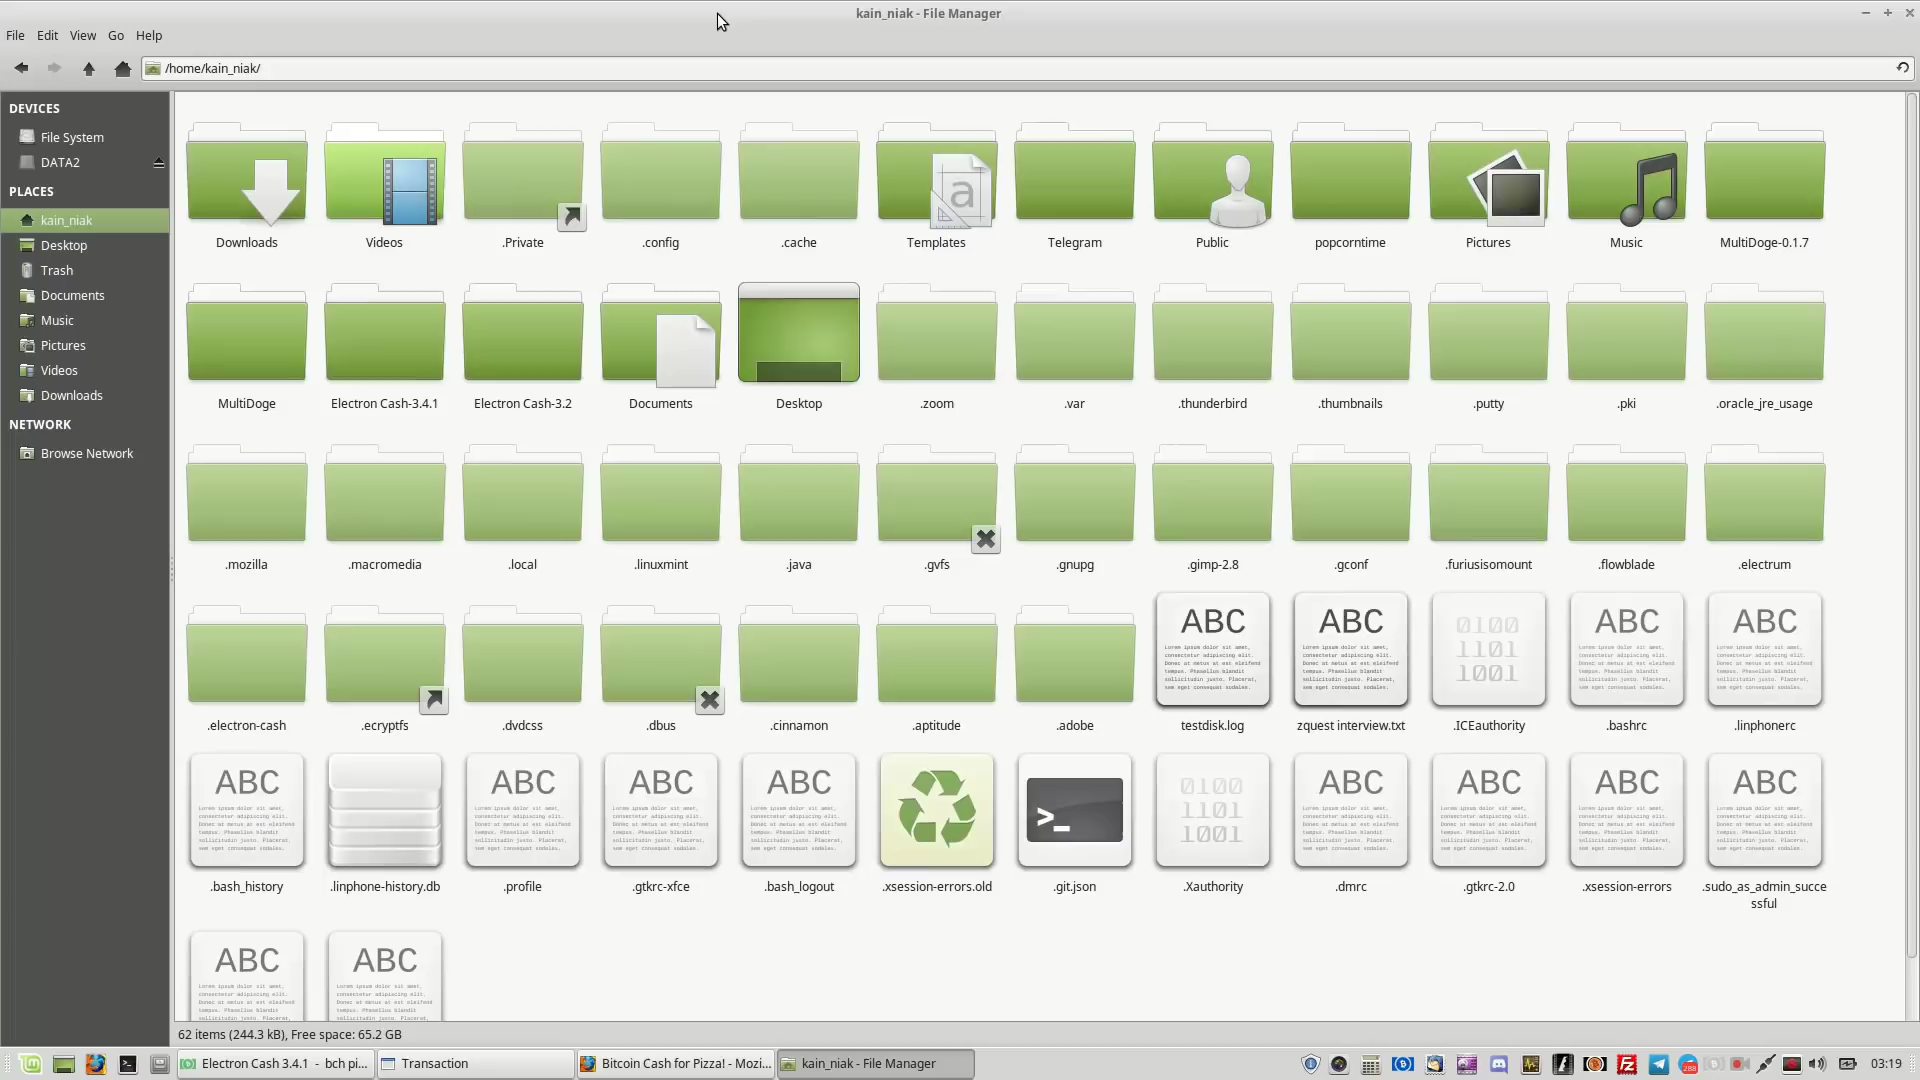 kain_niak - File Manager
File Edit View Go Help
/home/kain_niak/
DEVICES
File System
DATA2
PLACES
kain_niak
Desktop
Trash
Documents
Music
Pictures
Videos
Downloads
NETWORK
Browse Network
Downloads Videos .Private .config .cache Templates Telegram Public popcorntime Pictures Music MultiDoge-0.1.7
MultiDoge Electron Cash-3.4.1 Electron Cash-3.2 Documents Desktop .zoom .var .thunderbird .thumbnails .putty .pki .oracle_jre_usage
.mozilla .macromedia .local .linuxmint .java .gvfs .gnupg .gimp-2.8 .gconf .furiusisomount .flowblade .electrum
.electron-cash .ecryptfs .dvdcss .dbus .cinnamon .aptitude .adobe testdisk.log zquest interview.txt .ICEauthority .bashrc .linphonerc
.bash_history .linphone-history.db .profile .gtkrc-xfce .bash_logout .xsession-errors.old .git.json .Xauthority .dmrc .gtkrc-2.0 .xsession-errors .sudo_as_admin_succe
ssful
ABC ABC
62 items (244.3 kB), Free space: 65.2 GB
Electron Cash 3.4.1 - bch pi... Transaction Bitcoin Cash for Pizza! - Mozi... kain_niak - File Manager 03:19